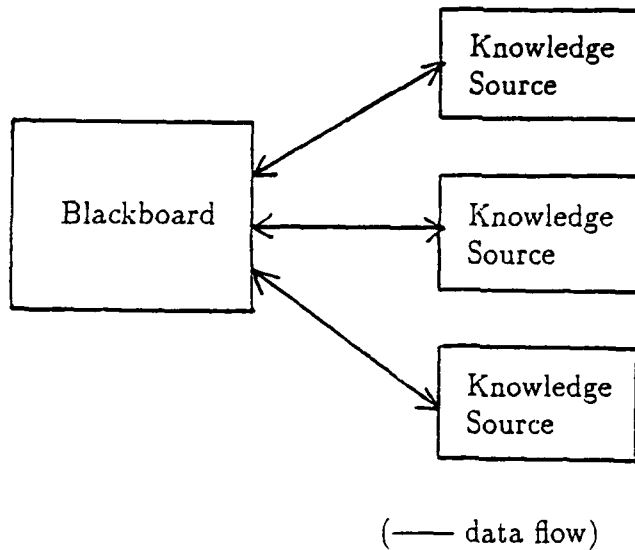 Knowledge
Source
Blackboard
Knowledge
Source
Knowledge
Source
(—— data flow)